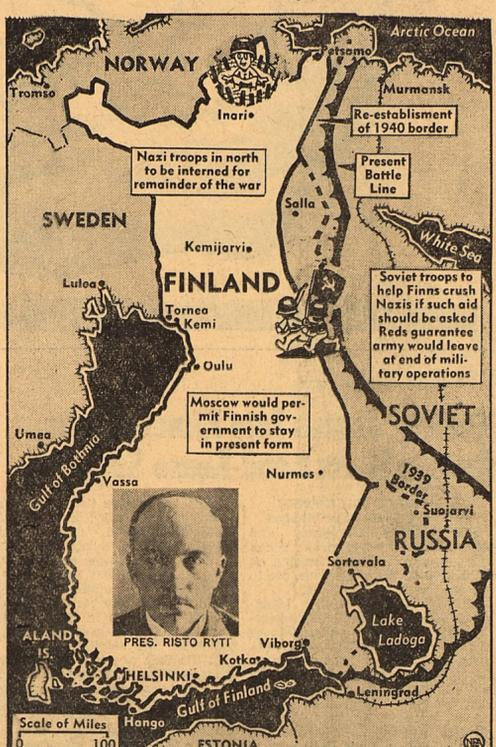 Arctic Ocean
NORWAY
Petsamo
Tromso
Murmansk
Inari
Re-establisment
of 1940 border
Nazi troops in north
to be interned for
remainder of the war
Present
Battle
Line
Salla
SWEDEN
White Sea
Kemijarvi
FINLAND
Lulea
Soviet troops to
help Finns crush
Nazis if such aid
should be asked
Reds guarantee
army would leave
at end of mili-
tary operations
Tornea
Kemi
Oulu
Moscow would per-
mit Finnish gov-
ernment to stay
in present form
SOVIET
Umea
Gulf of Bothnia
Nurmes
1939
Border
Vassa
Suojarvi
RUSSIA
Sortavala
Lake
Ladoga
PRES. RISTO RYTI
Viborg
ALAND
IS.
Kotka
HELSINKI
Gulf of Finland
Leningrad
Hango
Scale of Miles
0 100
ESTONIA
NEA